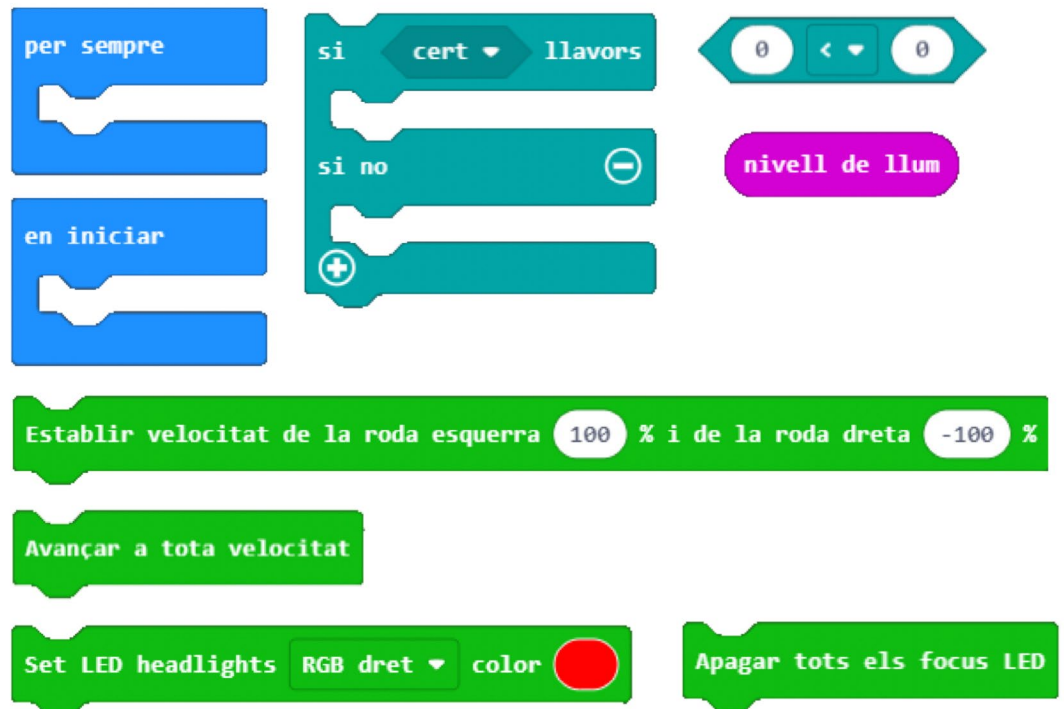 per sempre
si cert llavors
si no
0 < 0
nivell de llum
en iniciar
Establir velocitat de la roda esquerra 100 % i de la roda dreta -100 %
Avançar a tota velocitat
Set LED headlights RGB dret color
Apagar tots els focus LED